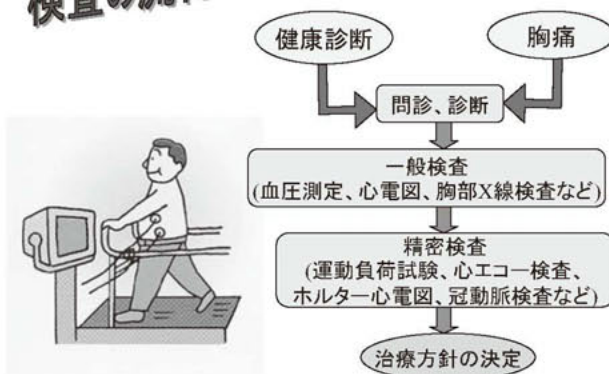 検査の流れ
健康診断
胸痛
問診、診断
一般検査
(血圧測定、心電図、胸部X線検査など)
精密検査
(運動負荷試験、心エコー検査、
ホルター心電図、冠動脈検査など)
治療方針の決定